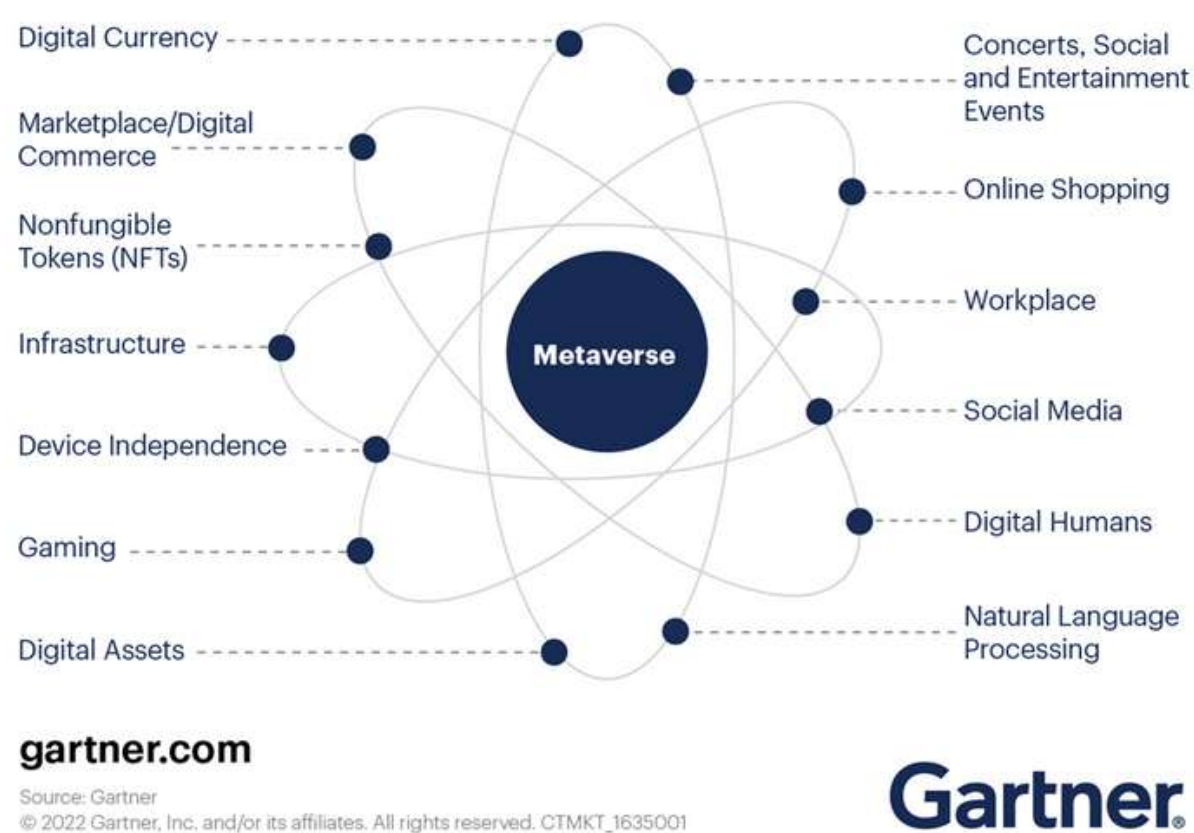 Digital Currency
Marketplace/Digital
Commerce
Nonfungible
Tokens (NFTs)
Infrastructure
Device Independence
Gaming
Digital Assets
Metaverse
Concerts, Social
and Entertainment
Events
Online Shopping
Workplace
Social Media
Digital Humans
Natural Language
Processing
gartner.com
Source: Gartner
© 2022 Gartner, Inc. and/or its affiliates. All rights reserved. CTMKT_1635001
Gartner®